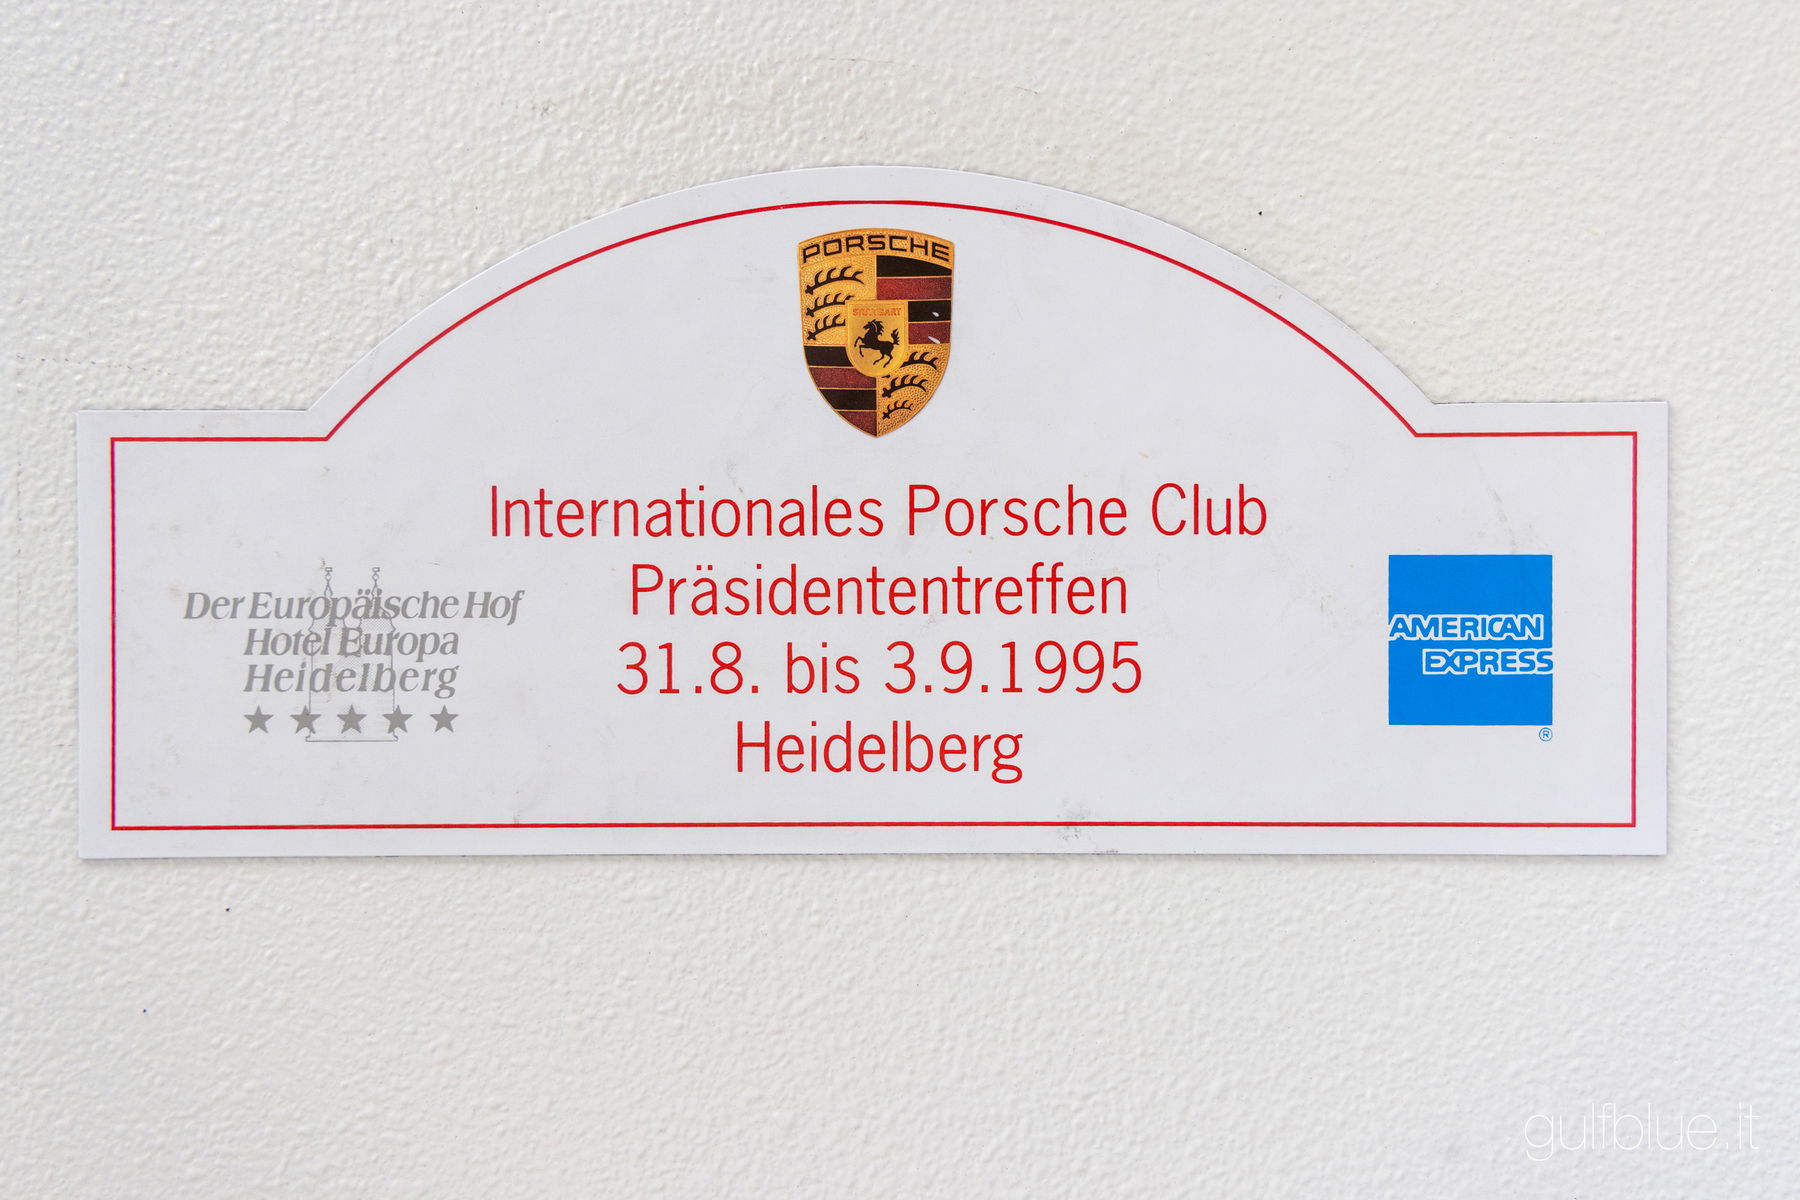 PORSCHE
STUTTGART
Internationales Porsche Club
Präsidententreffen
31.8. bis 3.9.1995
Heidelberg
Der Europäische Hof
Hotel Europa
Heidelberg
AMERICAN
EXPRESS
®
gulfblue.it